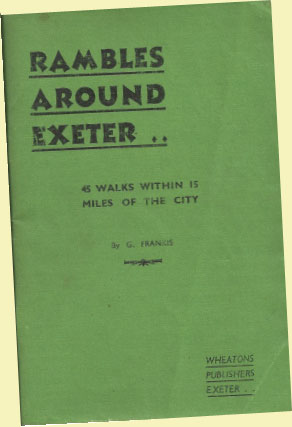 RAMBLES
AROUND
EXETER ..
45 WALKS WITHIN 15
MILES OF THE CITY
By G. FRANCIS
WHEATONS
PUBLISHERS
EXETER . .